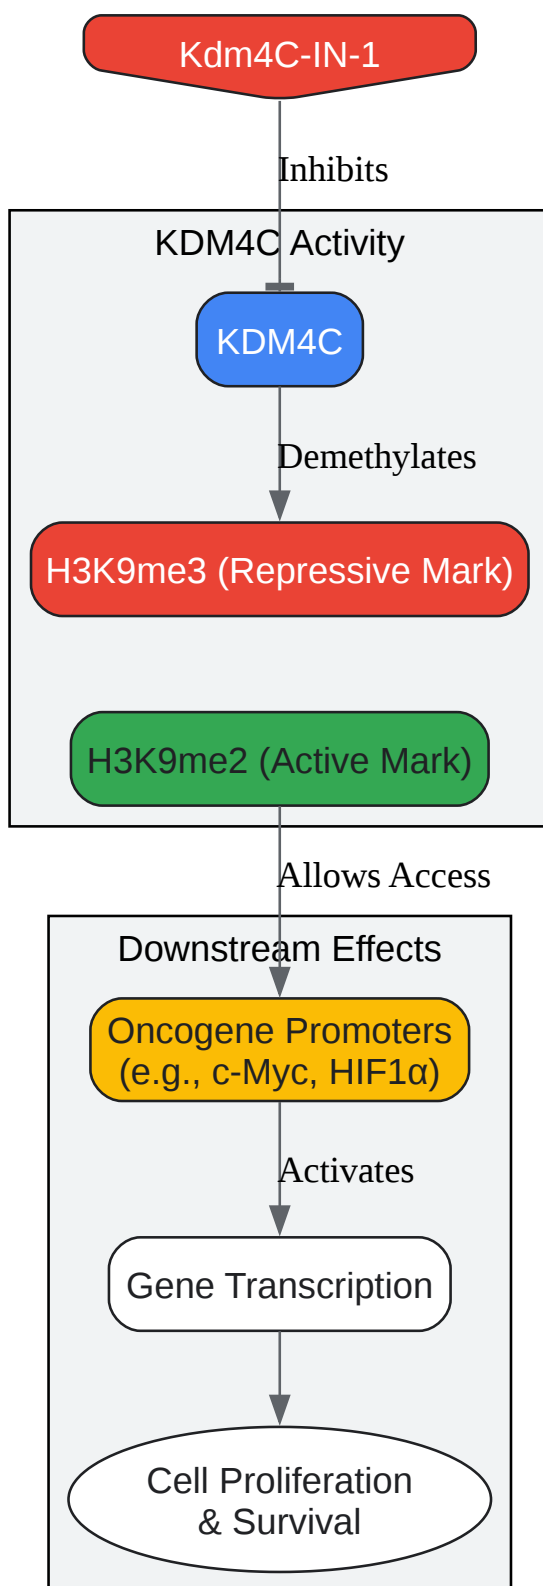 Kdm4C-IN-1
Inhibits
KDM4C Activity
KDM4C
Demethylates
H3K9me3 (Repressive Mark)
H3K9me2 (Active Mark)
Allows Access
Downstream Effects
Oncogene Promoters
(e.g., c-Myc, HIF1α)
Activates
Gene Transcription
Cell Proliferation
& Survival